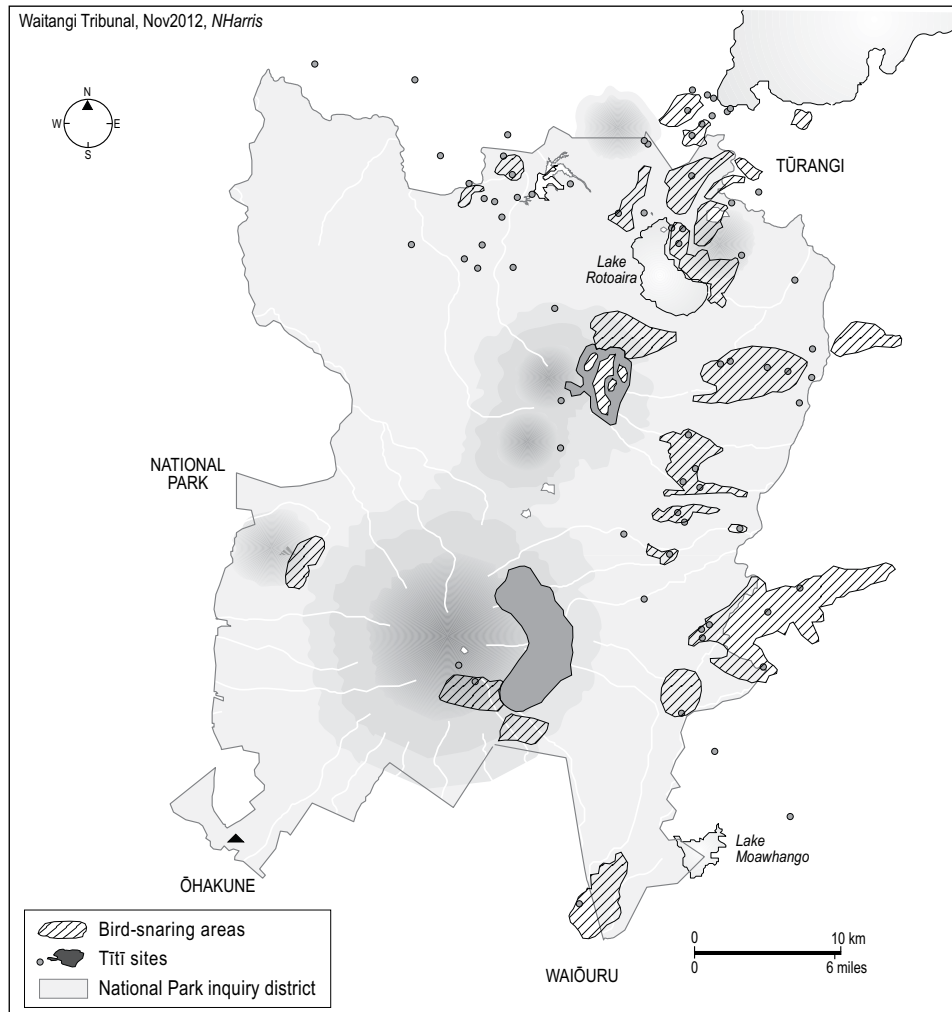 Waitangi Tribunal, Nov2012, NHarris
N
W
E
S
TŪRANGI
Lake
Rotoaira
NATIONAL
PARK
Lake
Moawhango
ŌHAKUNE
WAIŌURU
Bird-snaring areas
Tītī sites
National Park inquiry district
0
10 km
0
6 miles